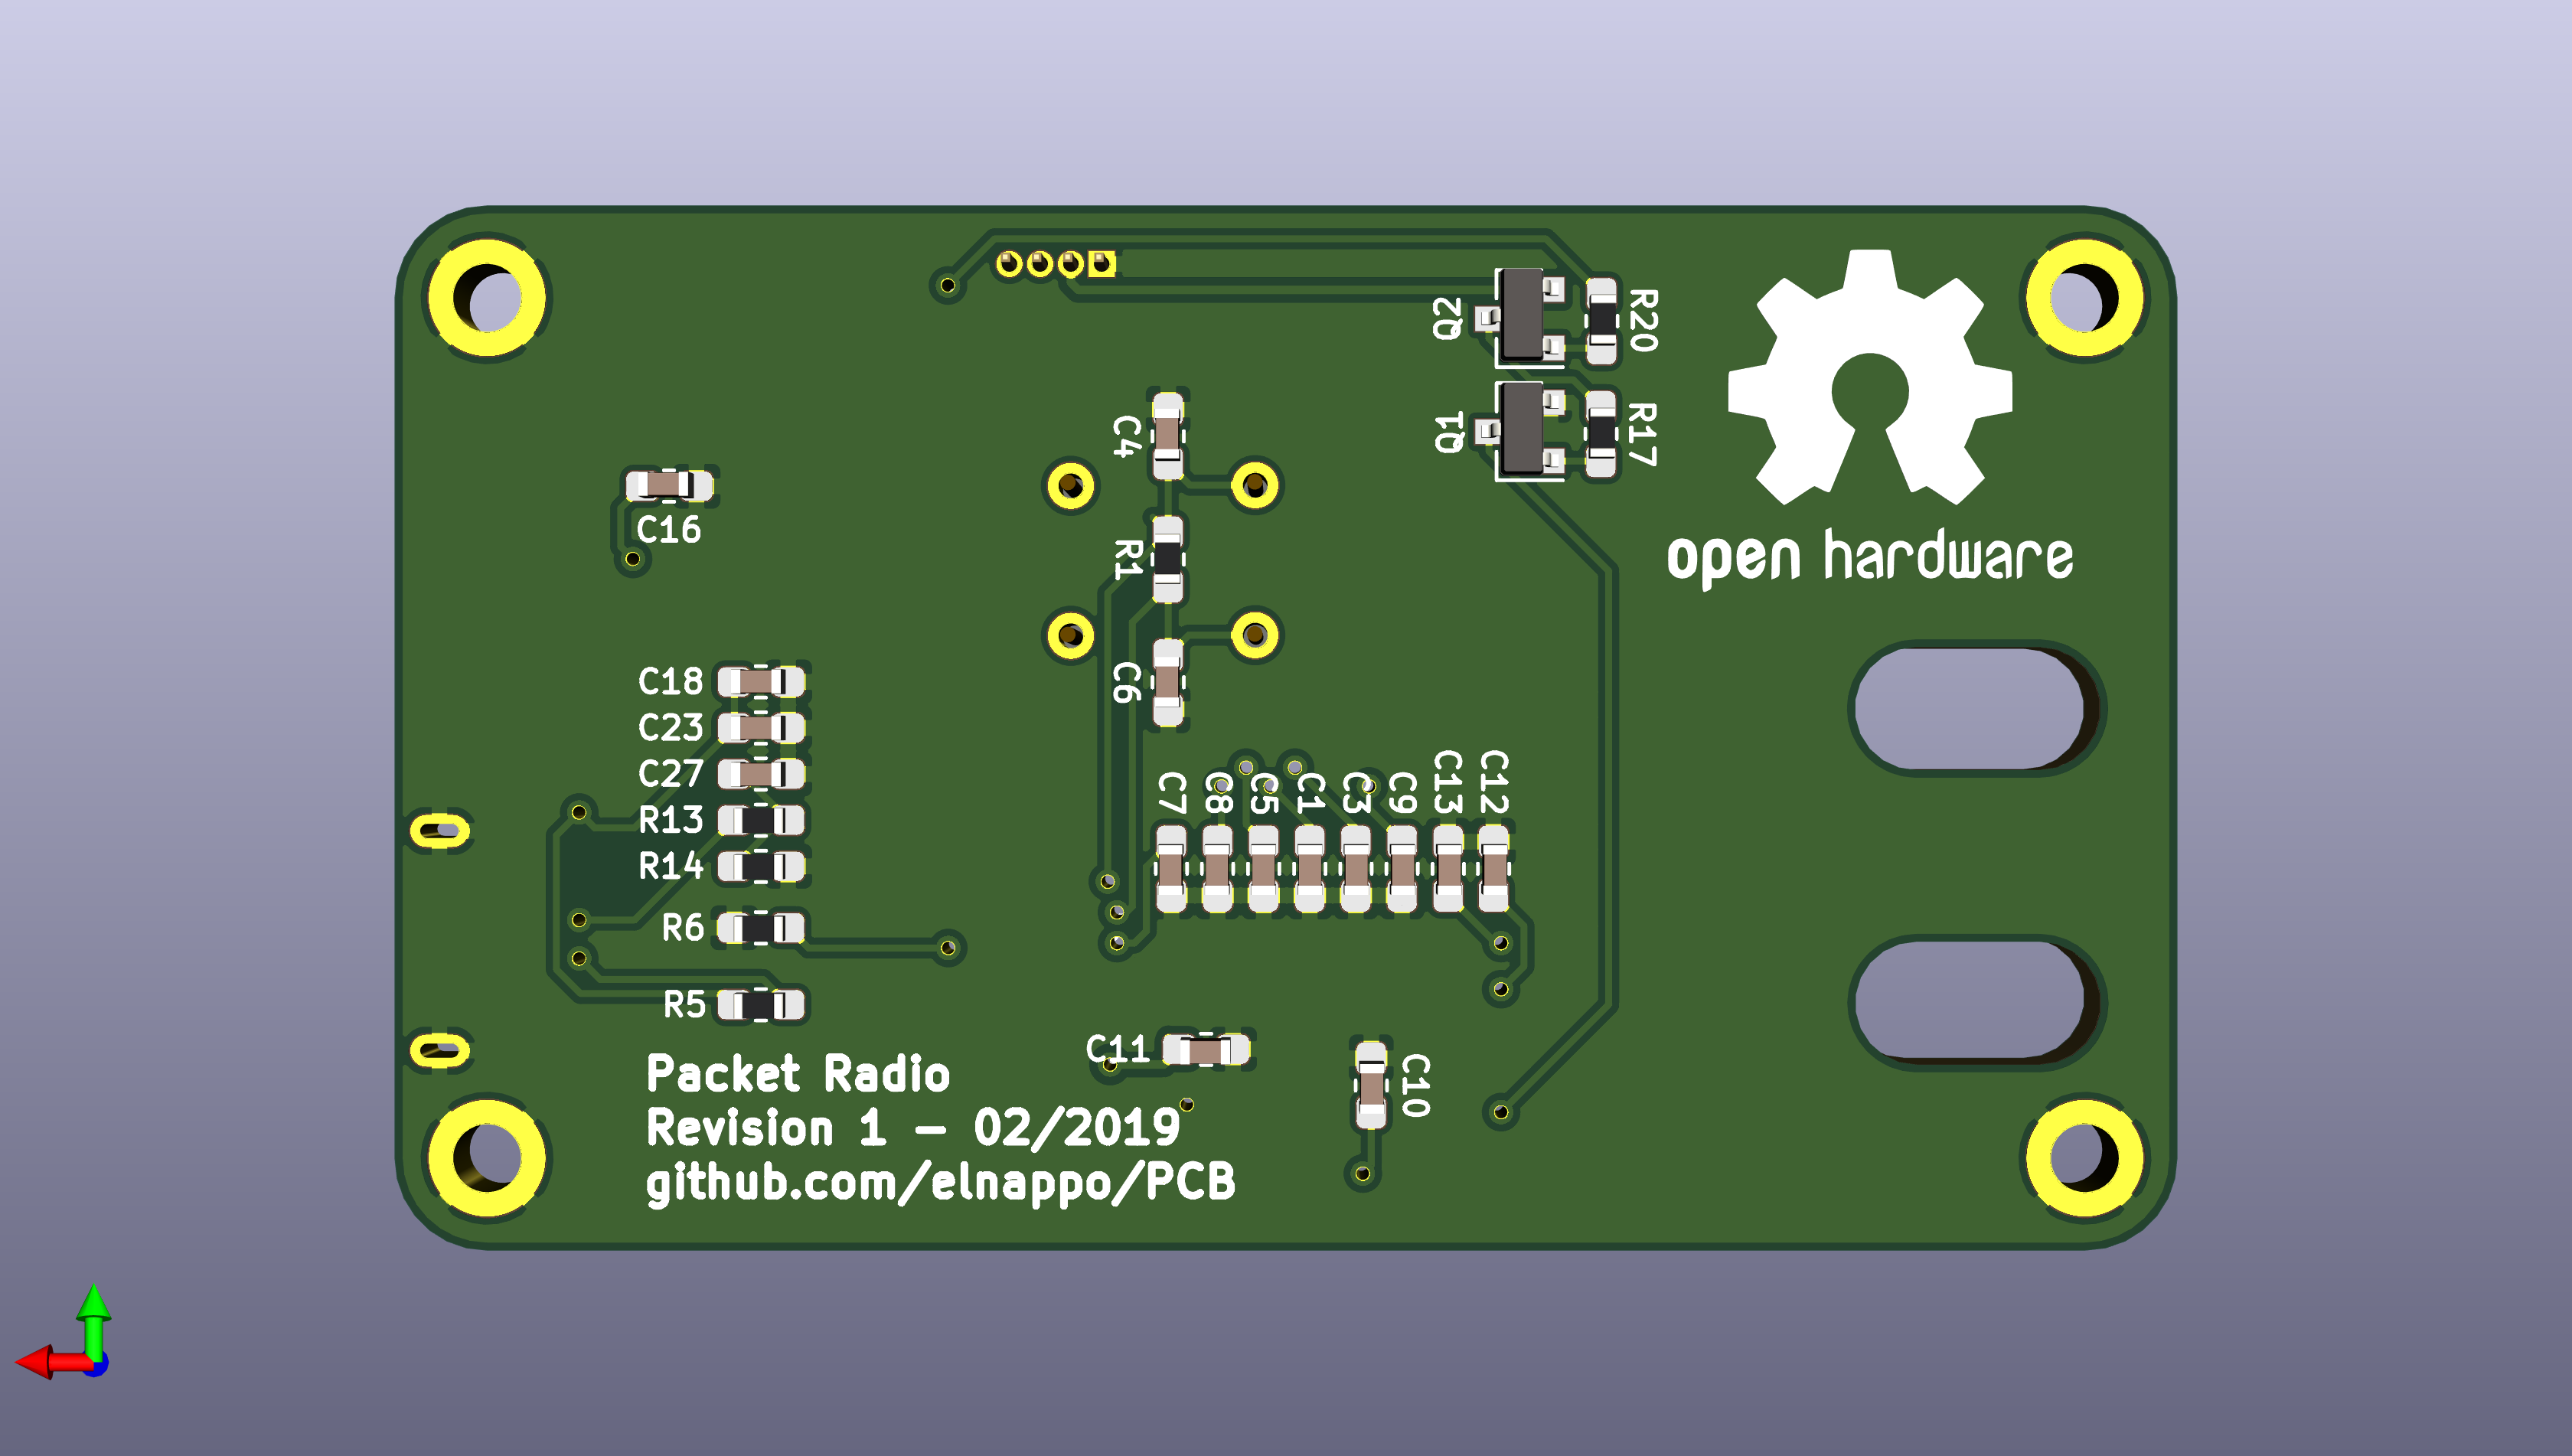 Q2
R20
Q1
R17
C4
C16
R1
open hardware
C6
C18
C23
C27
R13
R14
R6
R5
C7
C8
C5
C1
C3
C9
C13
C12
C11
C10
Packet Radio
Revision 1 - 02/2019
github.com/elnappo/PCB